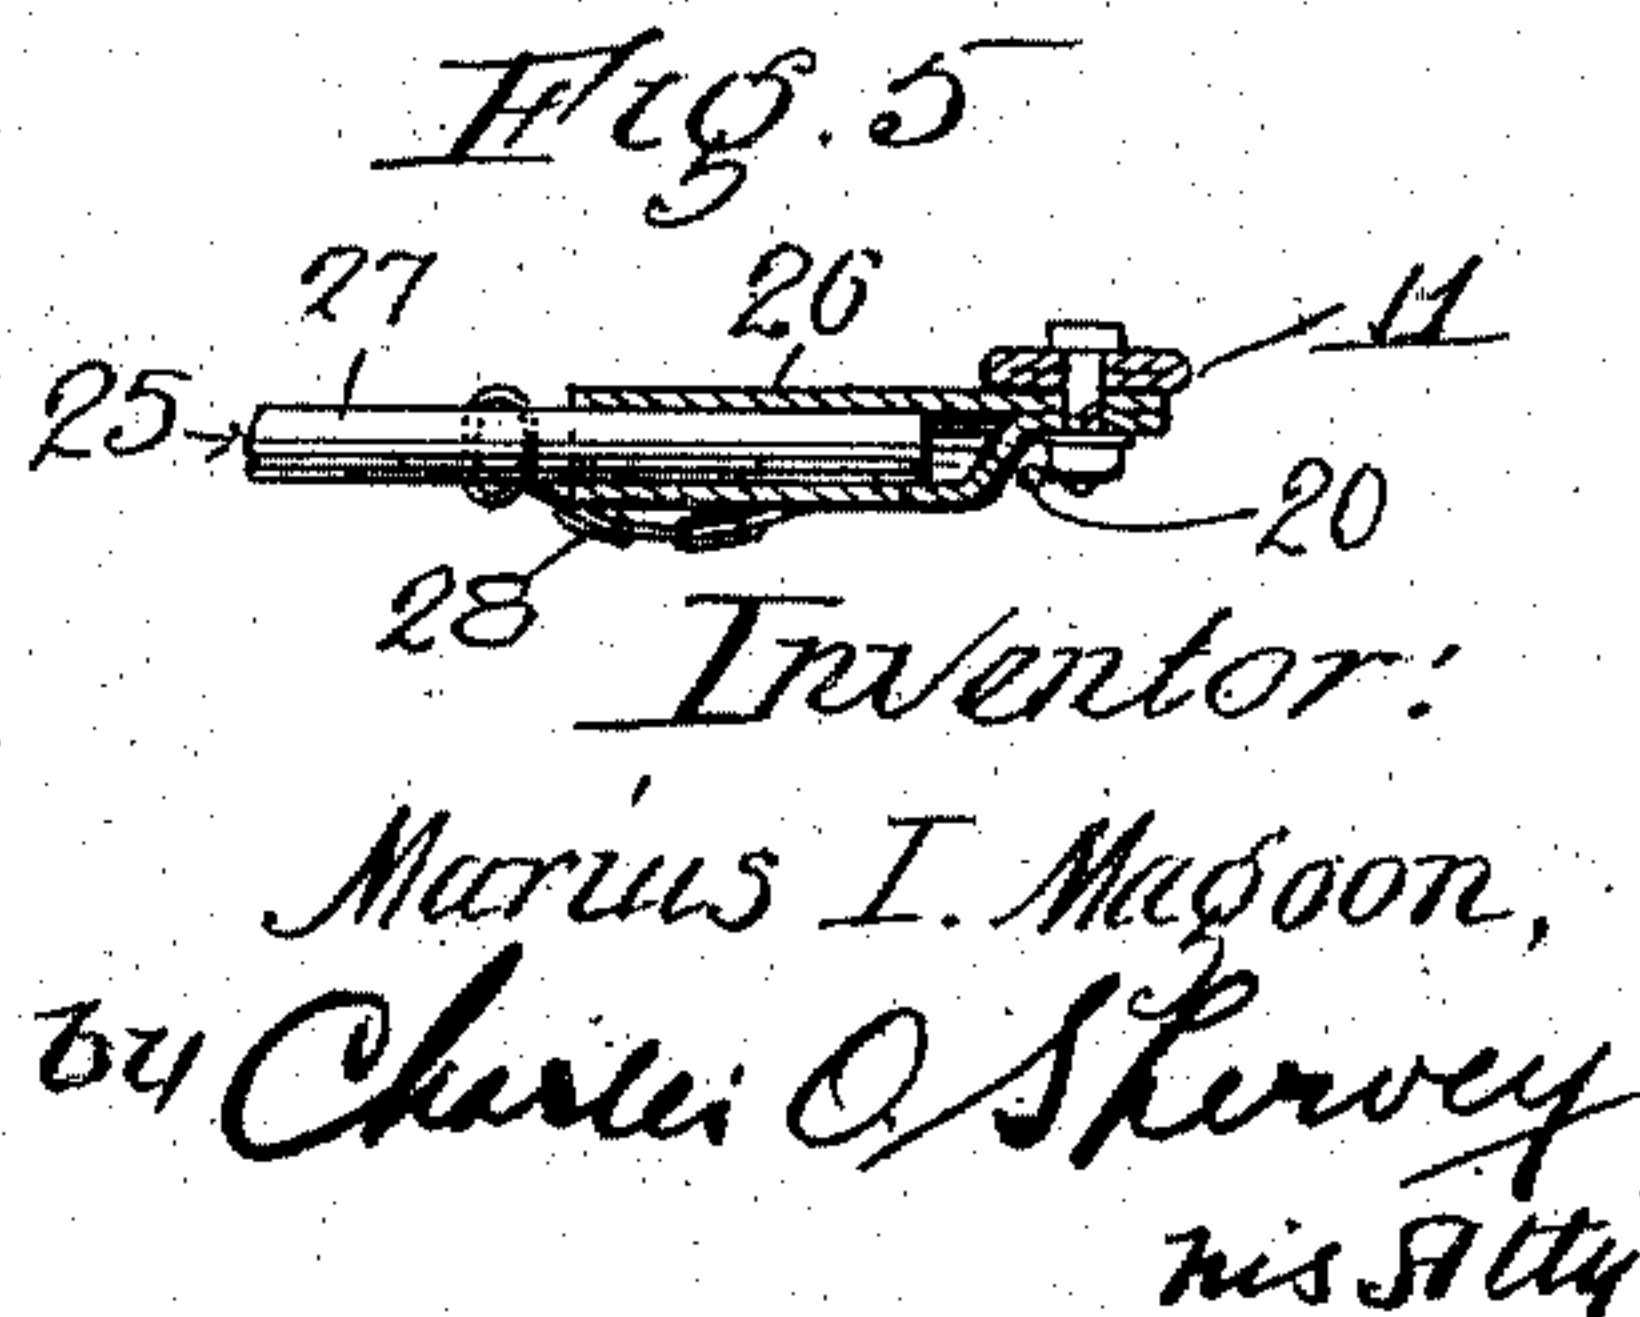 Fig. 5
27 26 11
25
20
28
Inventor:
Marius I. Magoon,
by Charles O. Shervey
his Atty